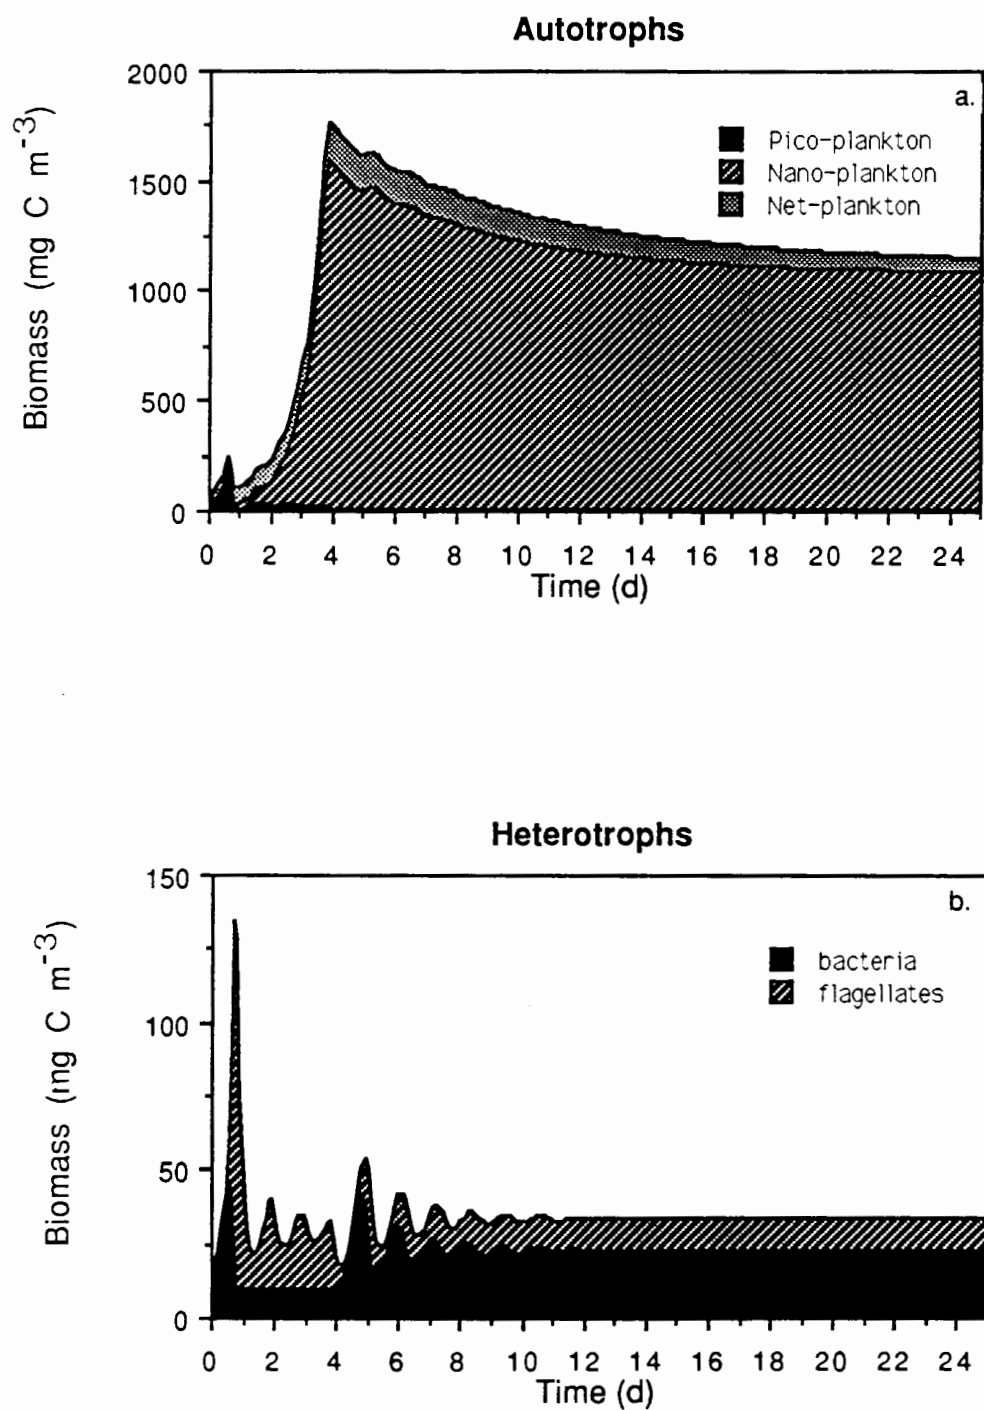 Autotrophs
a.
Pico-plankton
Nano-plankton
Net-plankton
Biomass (mg C m-3)
2000
1500
1000
500
0
0 2 4 6 8 10 12 14 16 18 20 22 24
Time (d)
Heterotrophs
b.
bacteria
flagellates
Biomass (mg C m-3)
150
100
50
0
0 2 4 6 8 10 12 14 16 18 20 22 24
Time (d)